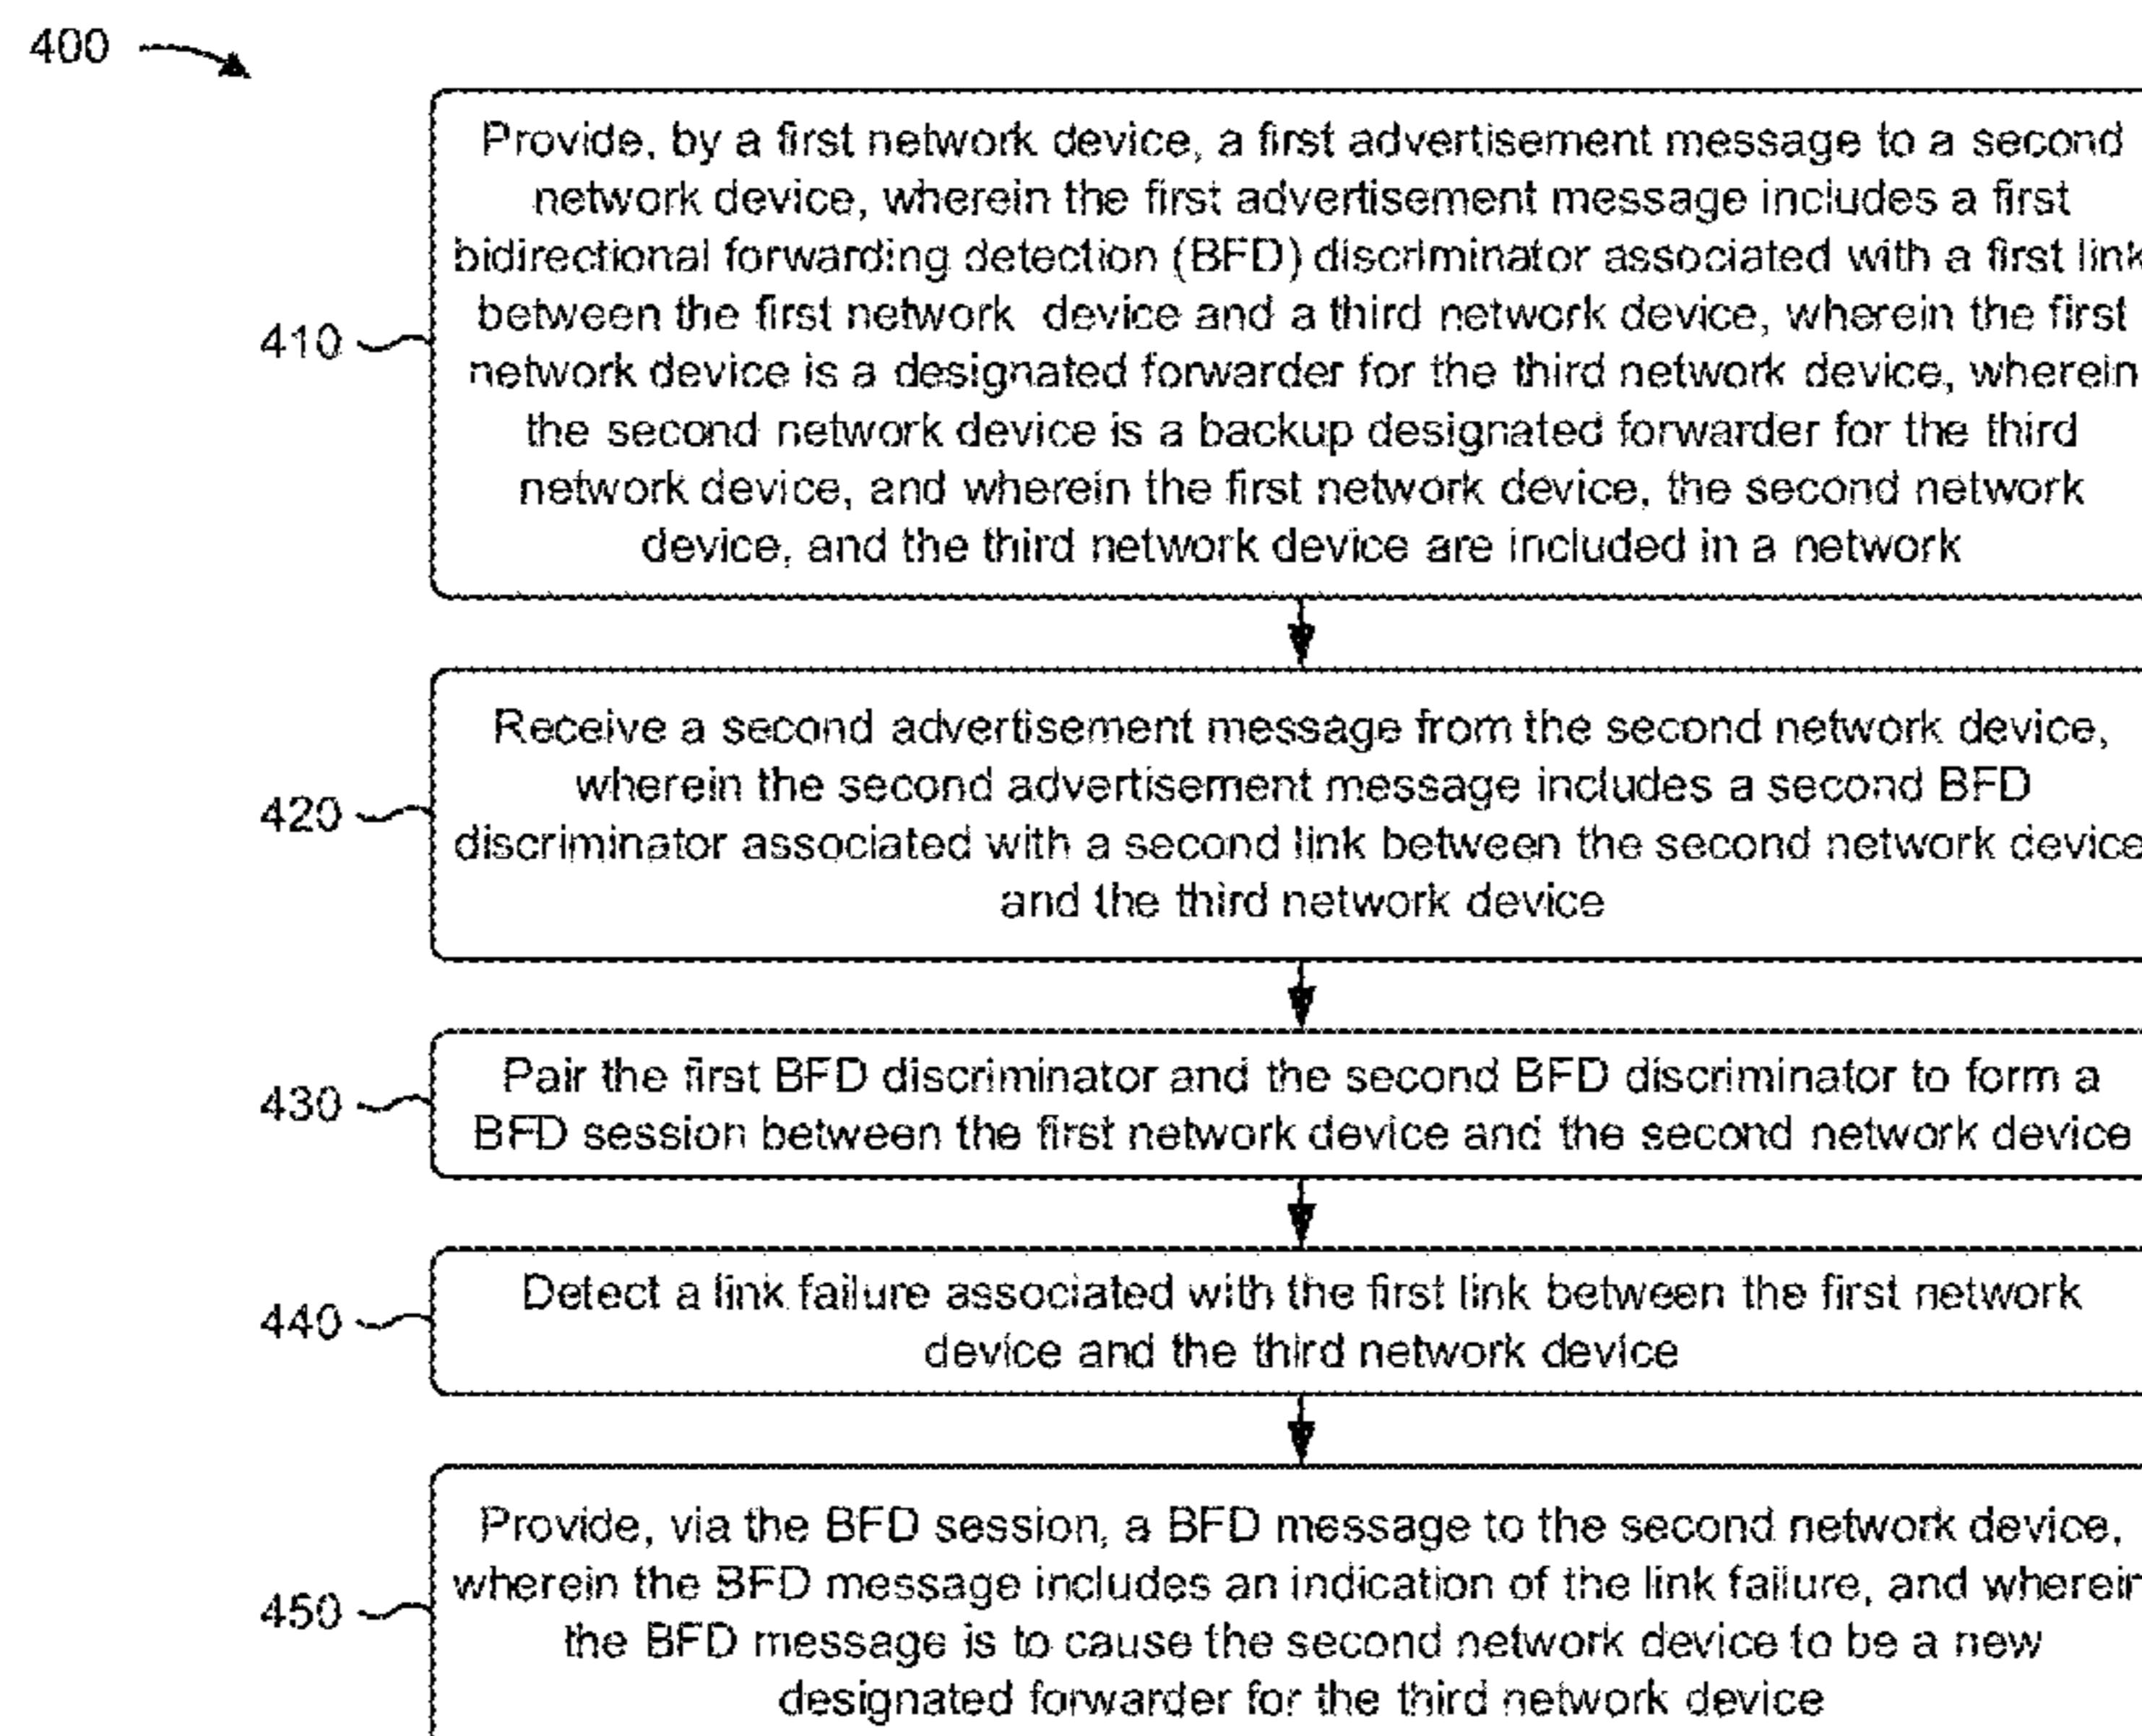 400
Provide, by a first network device, a first advertisement message to a second
network device, wherein the first advertisement message includes a first
bidirectional forwarding detection (BFD) discriminator associated with a first link
between the first network device and a third network device, wherein the first
410
network device is a designated forwarder for the third network device, wherein
the second network device is a backup designated forwarder for the third
network device, and wherein the first network device, the second network
device, and the third network device are included in a network
Receive a second advertisement message from the second network device,
wherein the second advertisement message includes a second BFD
420
discriminator associated with a second link between the second network device
and the third network device
430
Pair the first BFD discriminator and the second BFD discriminator to form a
BFD session between the first network device and the second network device
440
Detect a link failure associated with the first link between the first network
device and the third network device
Provide, via the BFD session, a BFD message to the second network device,
wherein the BFD message includes an indication of the link failure, and wherein
450
the BFD message is to cause the second network device to be a new
designated forwarder for the third network device